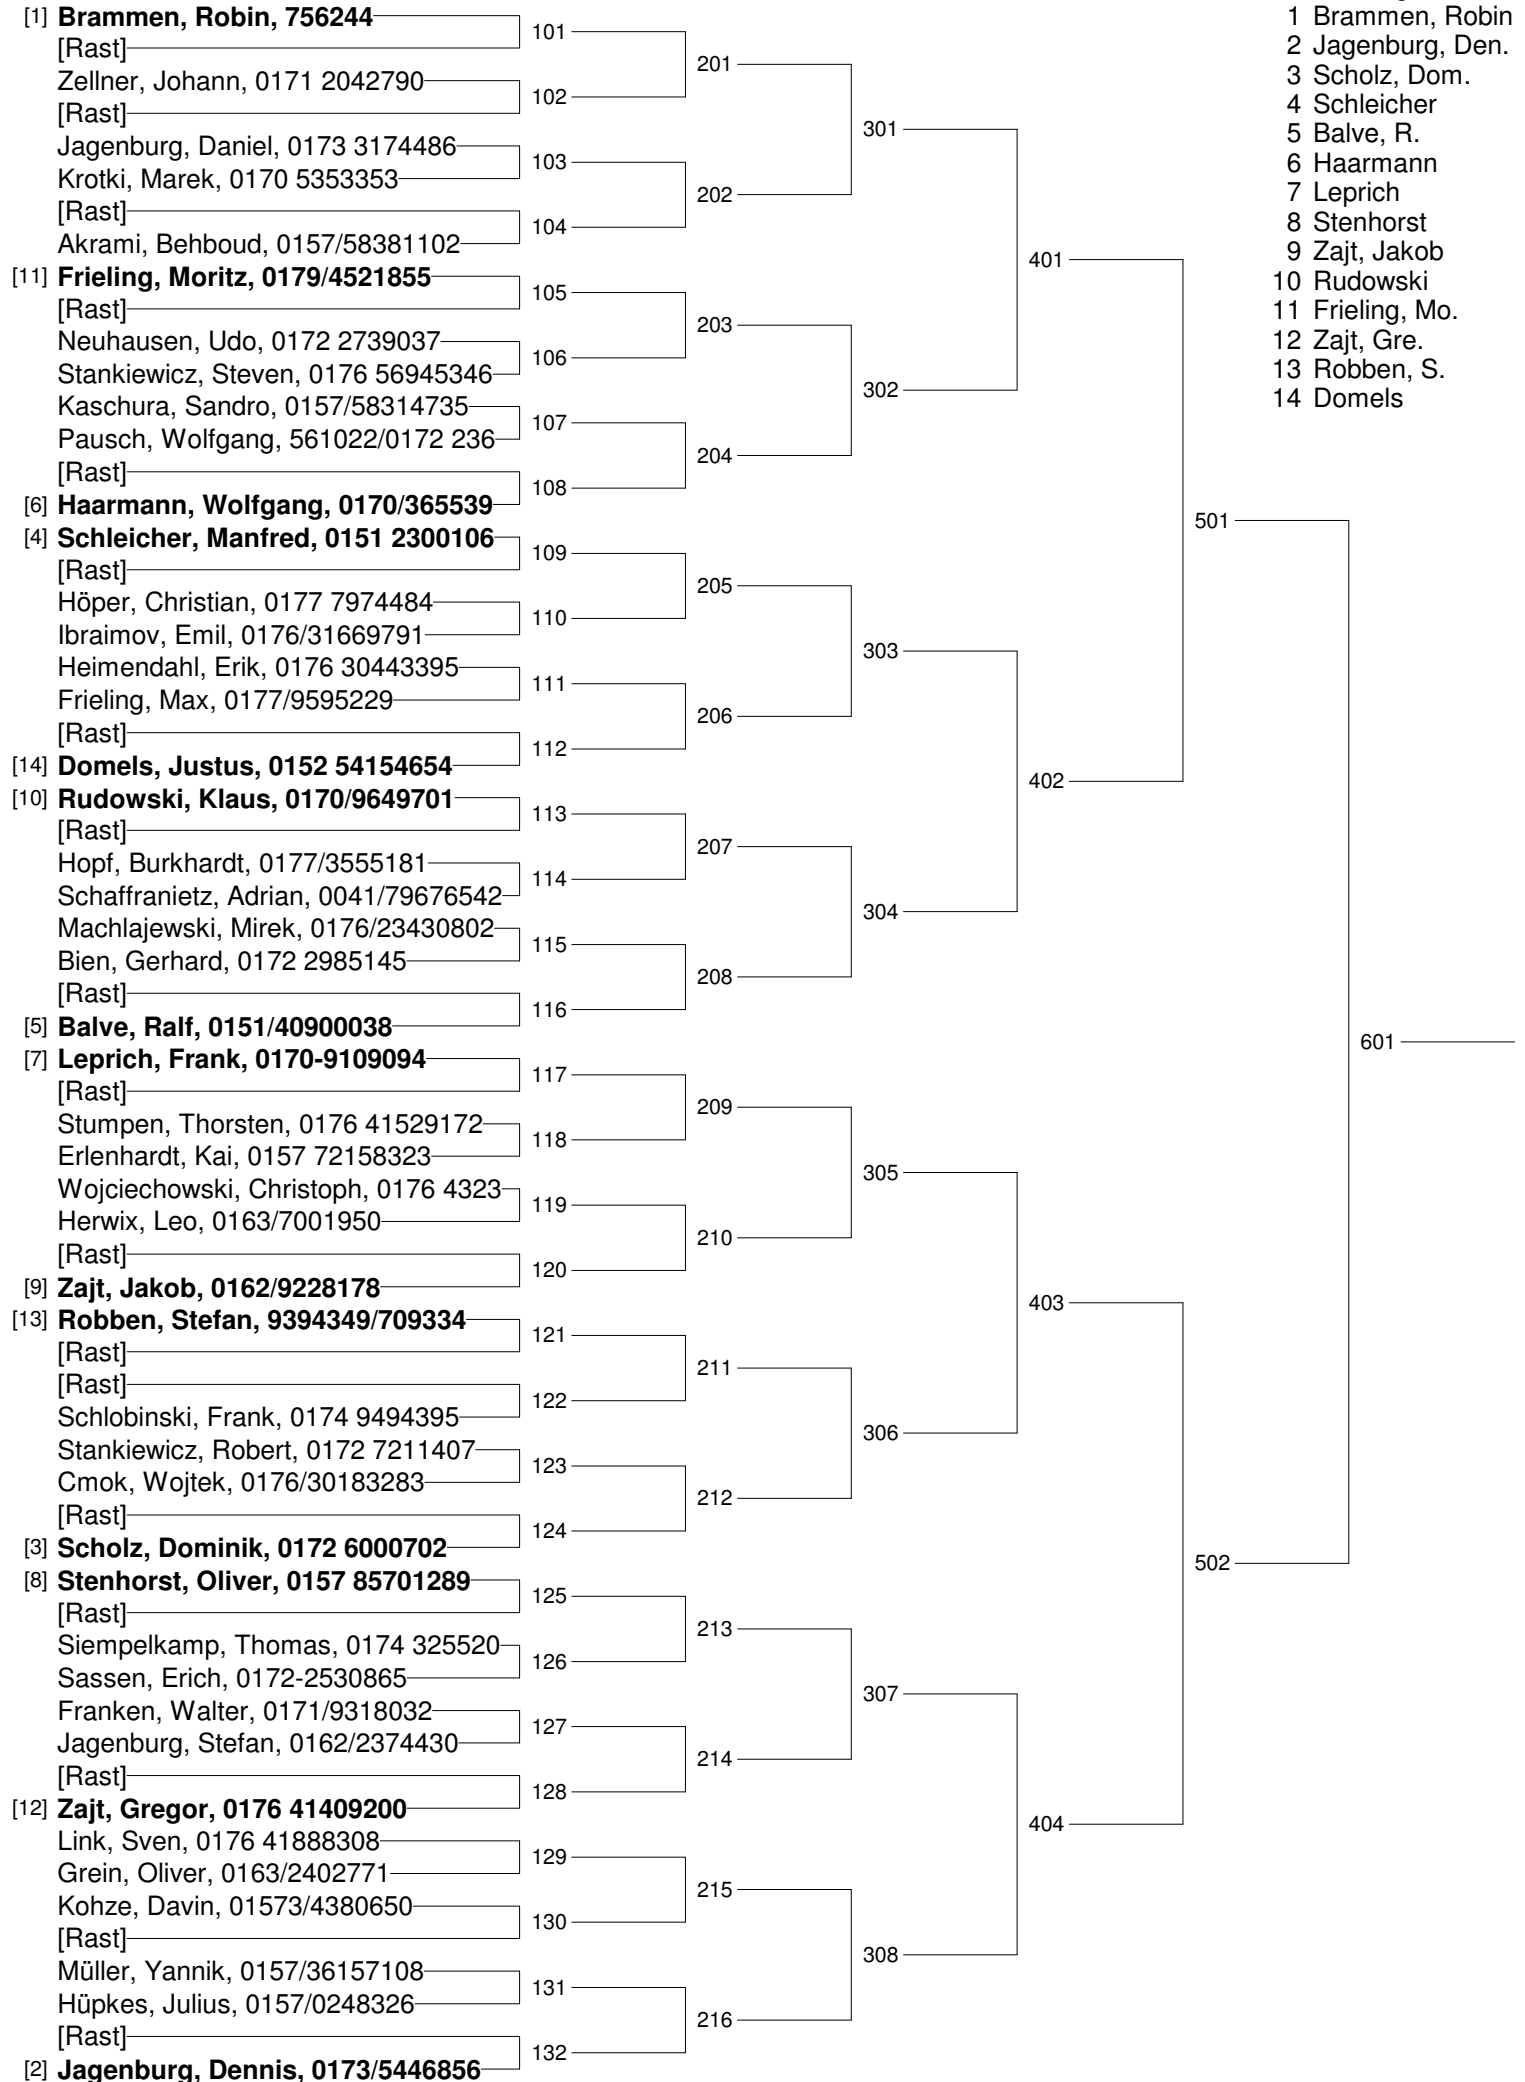 [1] Brammen, Robin, 756244
[Rast]
101
Zellner, Johann, 0171 2042790
[Rast]
102
201
Jagenburg, Daniel, 0173 3174486
Krotki, Marek, 0170 5353353
103
[Rast]
Akrami, Behboud, 0157/58381102
104
202
301
[11] Frieling, Moritz, 0179/4521855
[Rast]
105
Neuhausen, Udo, 0172 2739037
Stankiewicz, Steven, 0176 56945346
106
203
Kaschura, Sandro, 0157/58314735
Pausch, Wolfgang, 561022/0172 236
107
[Rast]
[6] Haarmann, Wolfgang, 0170/365539
108
204
302
401
[4] Schleicher, Manfred, 0151 2300106
[Rast]
109
Höper, Christian, 0177 7974484
Ibraimov, Emil, 0176/31669791
110
205
Heimendahl, Erik, 0176 30443395
Frieling, Max, 0177/9595229
111
[Rast]
[14] Domels, Justus, 0152 54154654
112
206
303
[10] Rudowski, Klaus, 0170/9649701
[Rast]
113
Hopf, Burkhardt, 0177/3555181
Schaffranietz, Adrian, 0041/79676542
114
207
Machlajewski, Mirek, 0176/23430802
Bien, Gerhard, 0172 2985145
115
[Rast]
[5] Balve, Ralf, 0151/40900038
116
208
304
402
501
[7] Leprich, Frank, 0170-9109094
[Rast]
117
Stumpen, Thorsten, 0176 41529172
Erlenhardt, Kai, 0157 72158323
118
209
Wojciechowski, Christoph, 0176 4323
Herwix, Leo, 0163/7001950
119
[Rast]
[9] Zajt, Jakob, 0162/9228178
120
210
305
[13] Robben, Stefan, 9394349/709334
[Rast]
121
[Rast]
Schlobinski, Frank, 0174 9494395
122
211
Stankiewicz, Robert, 0172 7211407
Cmok, Wojtek, 0176/30183283
123
[Rast]
[3] Scholz, Dominik, 0172 6000702
124
212
306
403
[8] Stenhorst, Oliver, 0157 85701289
[Rast]
125
Siempelkamp, Thomas, 0174 325520
Sassen, Erich, 0172-2530865
126
213
Franken, Walter, 0171/9318032
Jagenburg, Stefan, 0162/2374430
127
[Rast]
[12] Zajt, Gregor, 0176 41409200
128
214
307
Link, Sven, 0176 41888308
Grein, Oliver, 0163/2402771
129
Kohze, Davin, 01573/4380650
[Rast]
130
215
Müller, Yannik, 0157/36157108
Hüpkes, Julius, 0157/0248326
131
[Rast]
[2] Jagenburg, Dennis, 0173/5446856
132
216
308
404
502
601
1 Brammen, Robin
2 Jagenburg, Den.
3 Scholz, Dom.
4 Schleicher
5 Balve, R.
6 Haarmann
7 Leprich
8 Stenhorst
9 Zajt, Jakob
10 Rudowski
11 Frieling, Mo.
12 Zajt, Gre.
13 Robben, S.
14 Domels